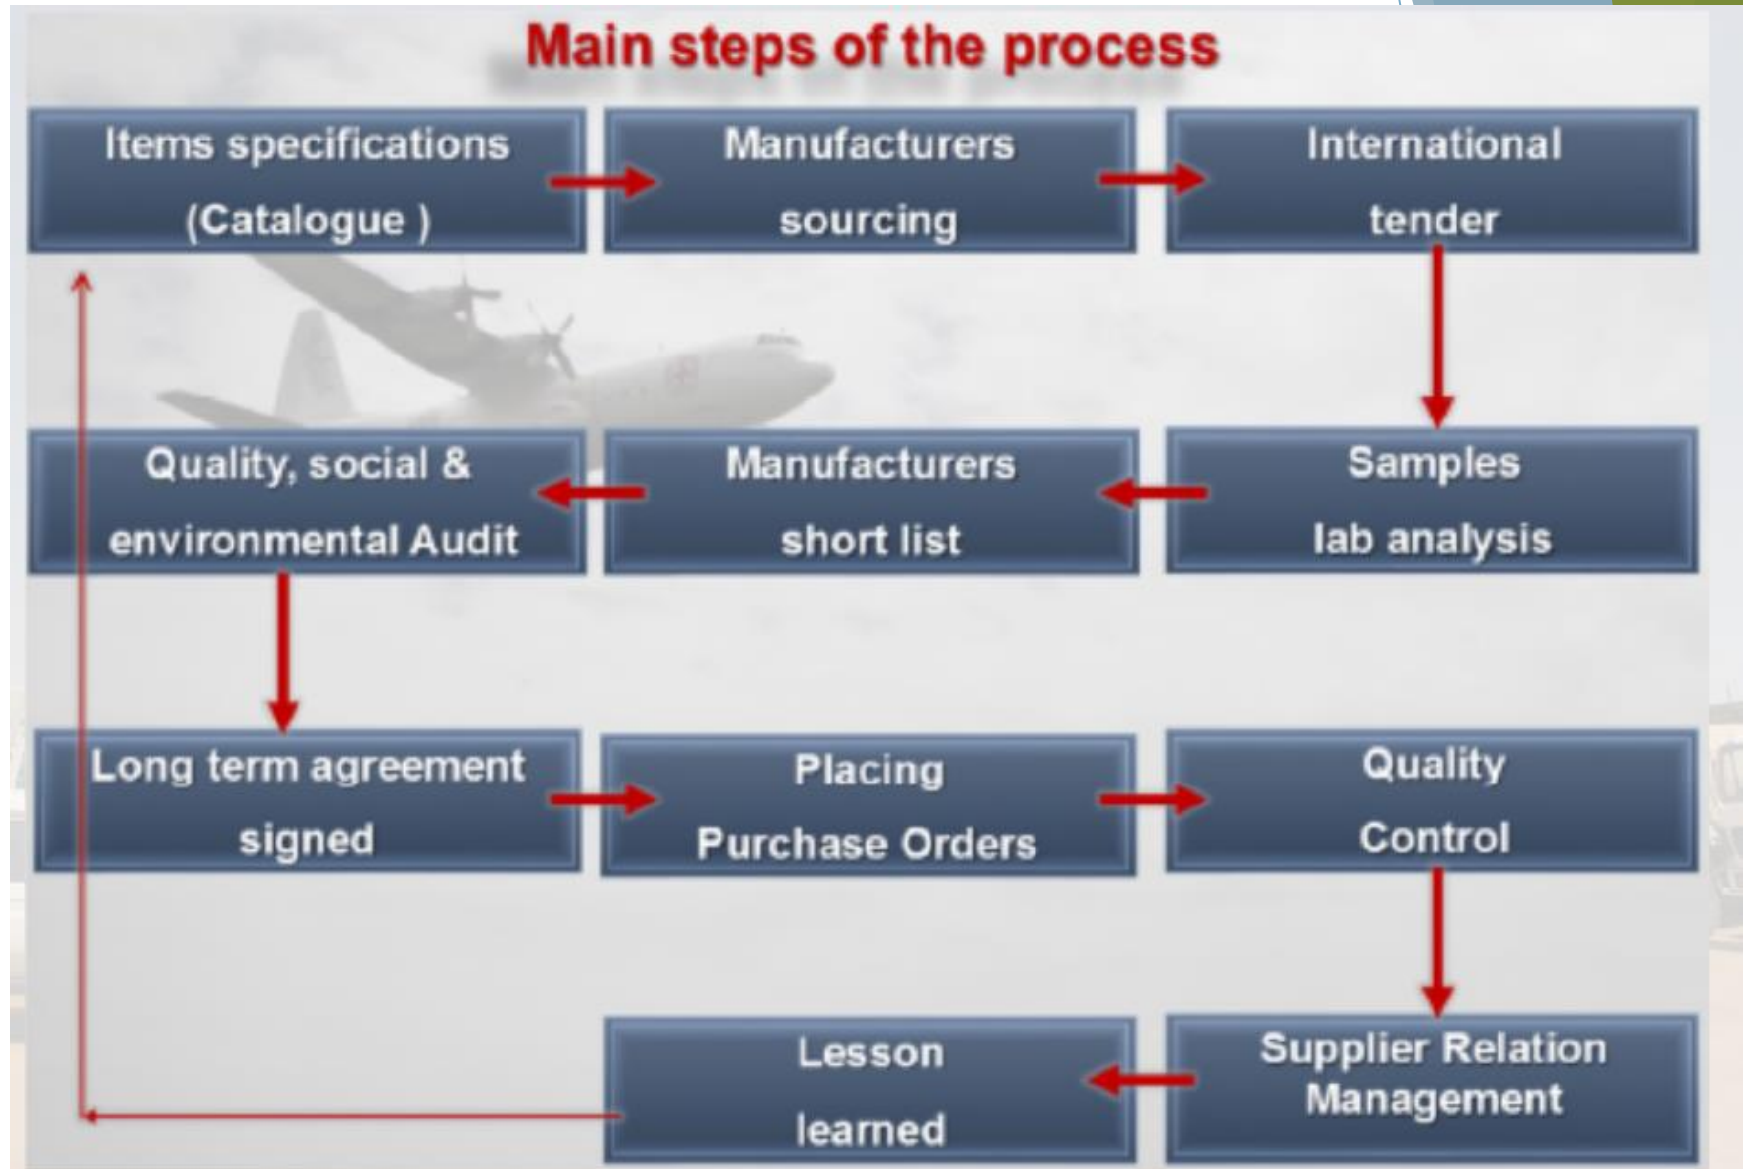 Main steps of the process
Items specifications
(Catalogue )
Manufacturers
sourcing
International
tender
Quality, social &
environmental Audit
Manufacturers
short list
Samples
lab analysis
Long term agreement
signed
Placing
Purchase Orders
Quality
Control
Lesson
learned
Supplier Relation
Management